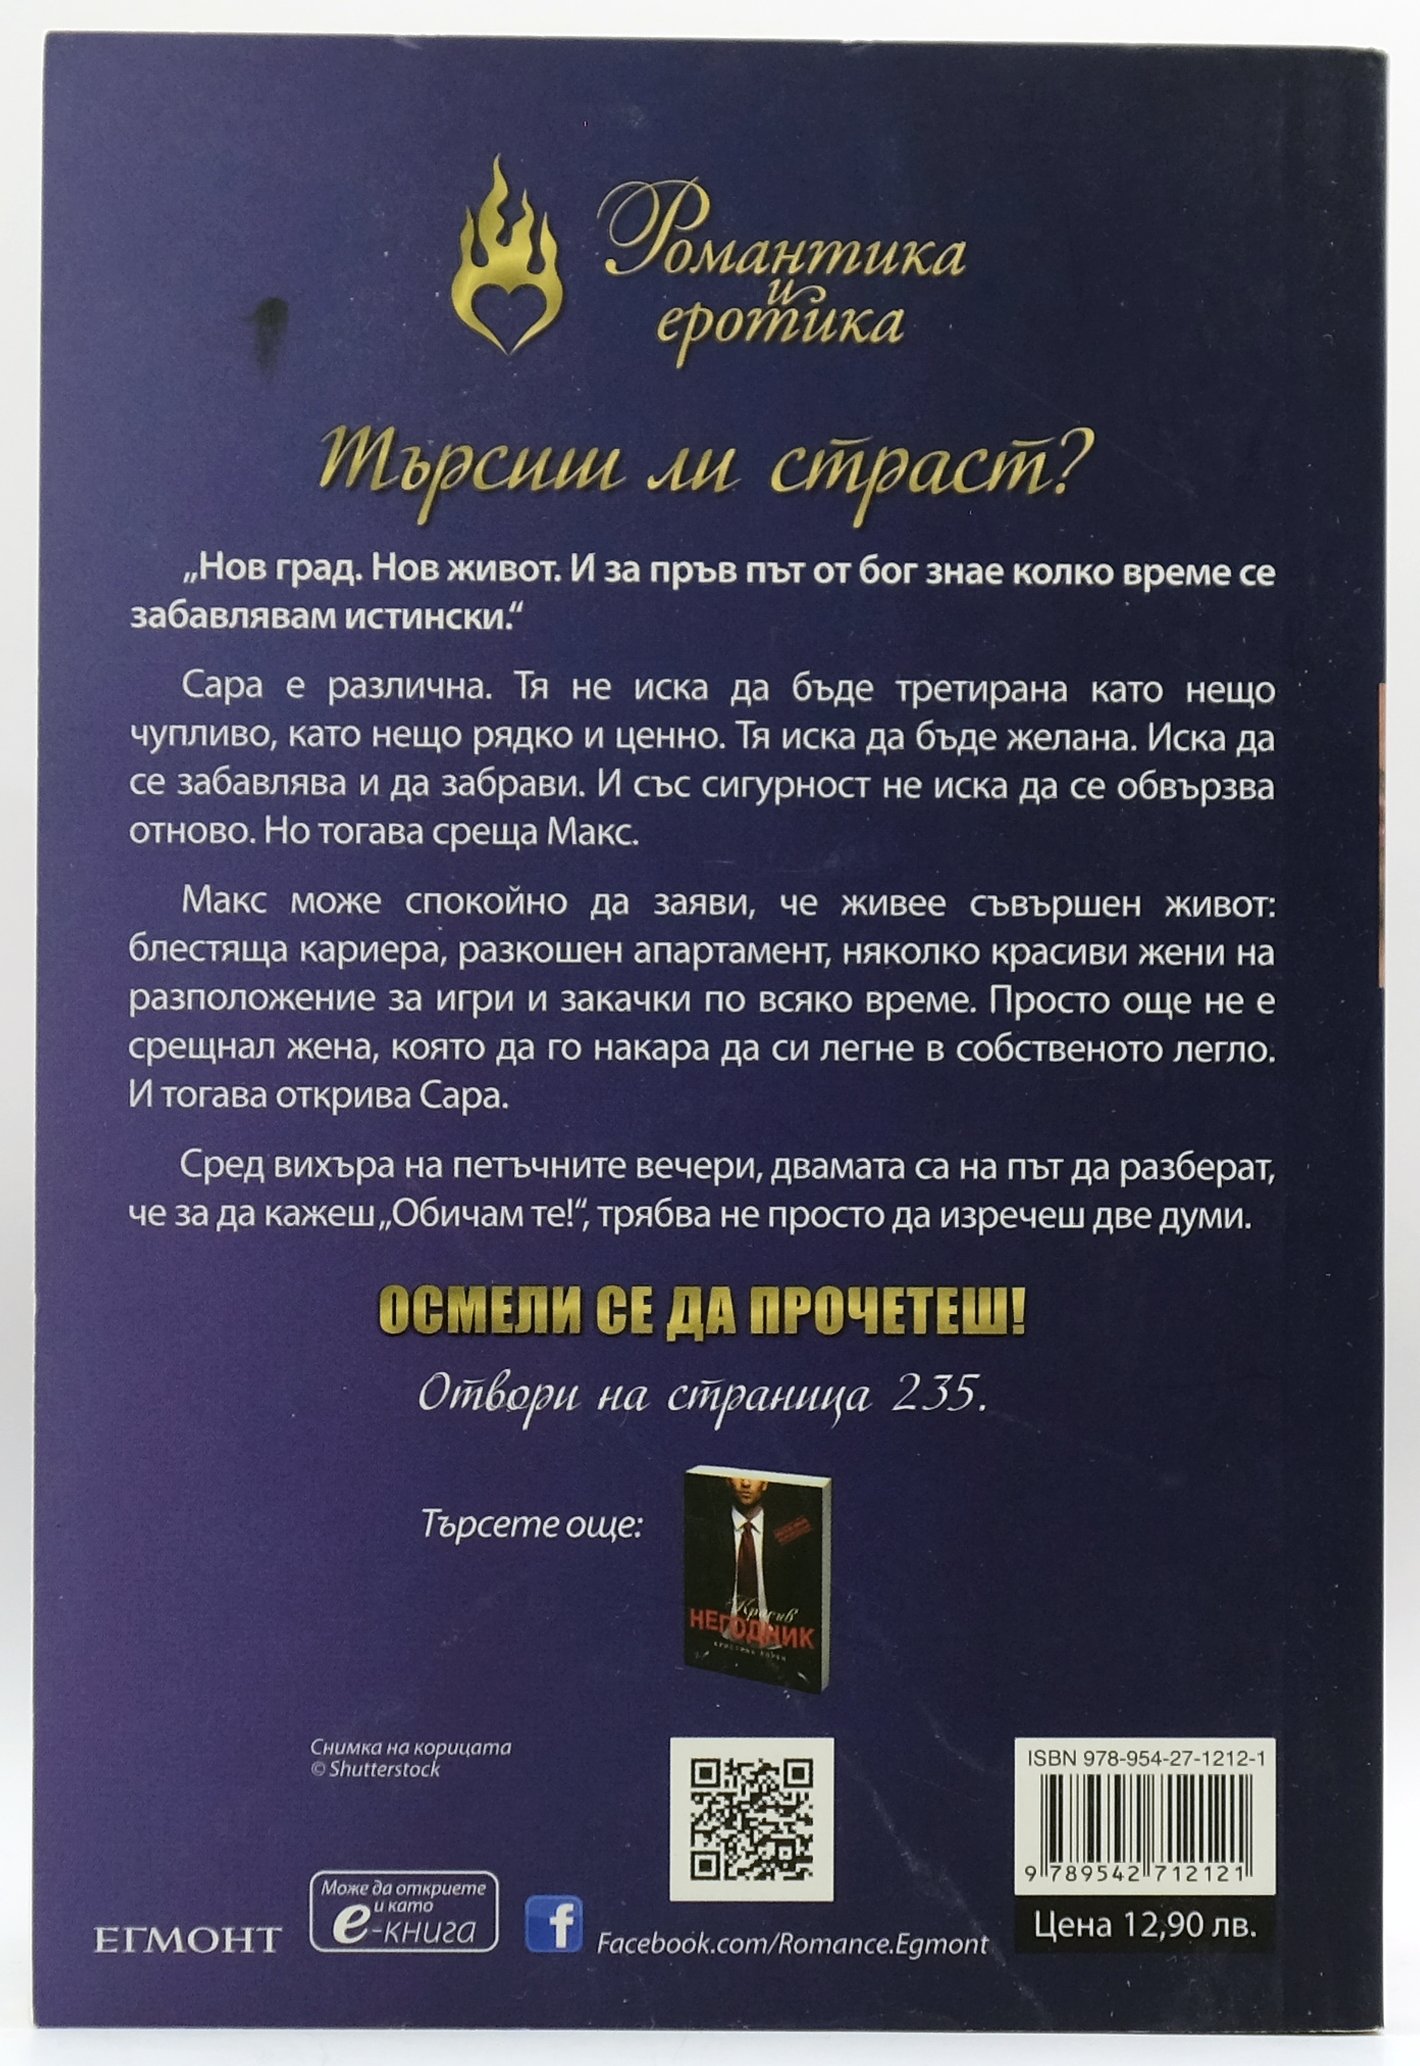 Романтика
и
еротика
Търсиш ли страст?
„Нов град. Нов живот. И за пръв път от бог знае колко време се
забавлявам истински.“
Сара е различна. Тя не иска да бъде третирана като нещо
чупливо, като нещо рядко и ценно. Тя иска да бъде желана. Иска да
се забавлява и да забрави. И със сигурност не иска да се обвързва
отново. Но тогава среща Макс.
Макс може спокойно да заяви, че живее съвършен живот:
блестяща кариера, разкошен апартамент, няколко красиви жени на
разположение за игри и закачки по всяко време. Просто още не е
срещнал жена, която да го накара да си легне в собственото легло.
И тогава открива Сара.
Сред вихъра на петъчните вечери, двамата са на път да разберат,
че за да кажеш „Обичам те!“, трябва не просто да изречеш две думи.
ОСМЕЛИ СЕ ДА ПРОЧЕТЕШ!
Отвори на страница 235.
Търсете още:
Красив
НЕГОДНИК
Снимка на корицата
© Shutterstock
ISBN 978-954-27-1212-1
9 789542 712121
Цена 12,90 лв.
ЕГМОНТ
Може да откриете
и като
е-книга
f
Facebook.com/Romance.Egmont